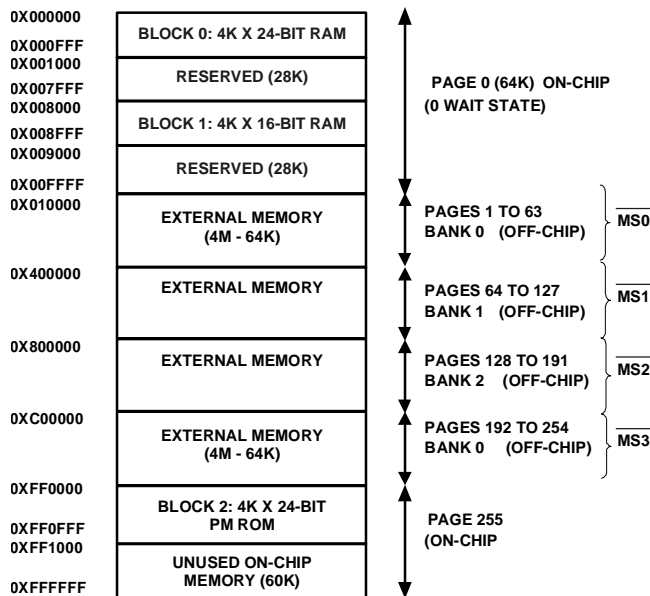 0X000000
BLOCK 0: 4K X 24-BIT RAM
0X000FFF
0X001000
RESERVED (28K)
0X007FFF
PAGE 0 (64K) ON-CHIP
(0 WAIT STATE)
0X008000
BLOCK 1: 4K X 16-BIT RAM
0X008FFF
0X009000
RESERVED (28K)
0X00FFFF
0X010000
EXTERNAL MEMORY
(4M - 64K)
PAGES 1 TO 63
BANK 0 (OFF-CHIP)
MS0
0X400000
EXTERNAL MEMORY
PAGES 64 TO 127
BANK 1 (OFF-CHIP)
MS1
0X800000
EXTERNAL MEMORY
PAGES 128 TO 191
BANK 2 (OFF-CHIP)
MS2
0XC00000
EXTERNAL MEMORY
(4M - 64K)
PAGES 192 TO 254
BANK 0 (OFF-CHIP)
MS3
0XFF0000
BLOCK 2: 4K X 24-BIT
PM ROM
0XFF0FFF
PAGE 255
(ON-CHIP
0XFF1000
UNUSED ON-CHIP
MEMORY (60K)
0XFFFFFF